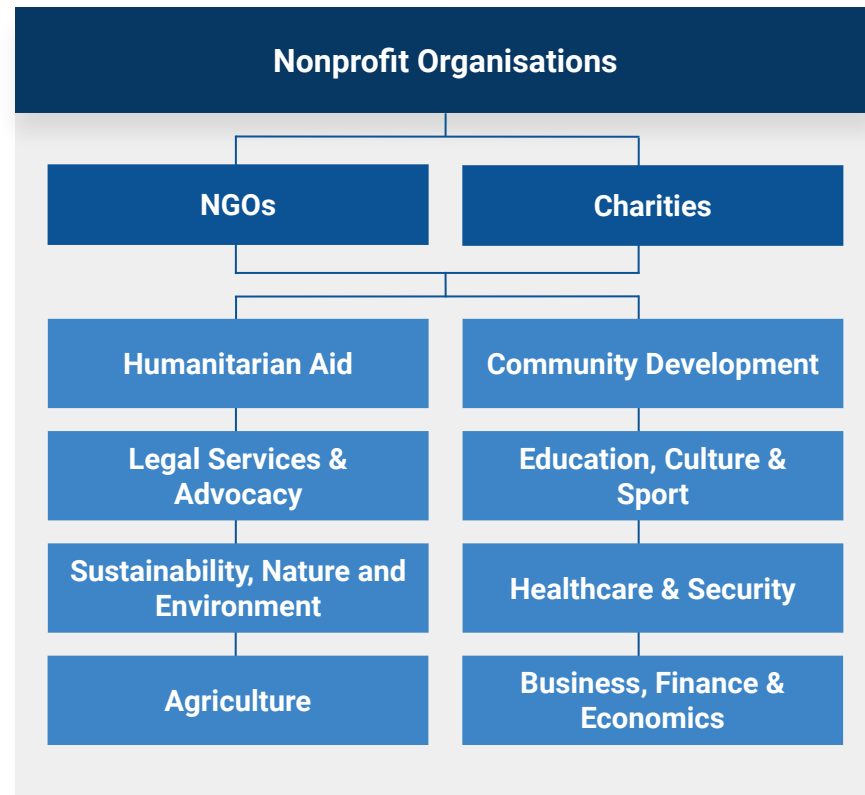 Nonprofit Organisations
NGOs
Charities
Humanitarian Aid
Community Development
Legal Services &
Advocacy
Education, Culture &
Sport
Sustainability, Nature and
Environment
Healthcare & Security
Agriculture
Business, Finance &
Economics